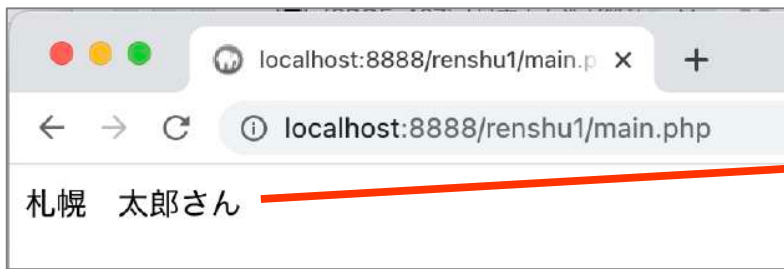 localhost:8888/renshu1/main.p
localhost:8888/renshu1/main.php
札幌　太郎さん